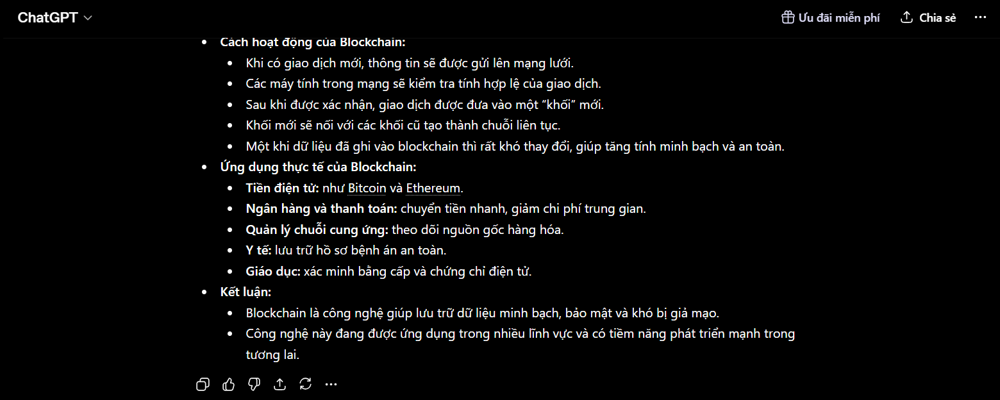 ChatGPT
Ưu đãi miễn phí
Chia sẻ
Cách hoạt động của Blockchain:
Khi có giao dịch mới, thông tin sẽ được gửi lên mạng lưới.
Các máy tính trong mạng sẽ kiểm tra tính hợp lệ của giao dịch.
Sau khi được xác nhận, giao dịch được đưa vào một “khối” mới.
Khối mới sẽ nối với các khối cũ tạo thành chuỗi liên tục.
Một khi dữ liệu đã ghi vào blockchain thì rất khó thay đổi, giúp tăng tính minh bạch và an toàn.
Ứng dụng thực tế của Blockchain:
Tiền điện tử: như Bitcoin và Ethereum.
Ngân hàng và thanh toán: chuyển tiền nhanh, giảm chi phí trung gian.
Quản lý chuỗi cung ứng: theo dõi nguồn gốc hàng hóa.
Y tế: lưu trữ hồ sơ bệnh án an toàn.
Giáo dục: xác minh bằng cấp và chứng chỉ điện tử.
Kết luận:
Blockchain là công nghệ giúp lưu trữ dữ liệu minh bạch, bảo mật và khó bị giả mạo.
Công nghệ này đang được ứng dụng trong nhiều lĩnh vực và có tiềm năng phát triển mạnh trong
tương lai.